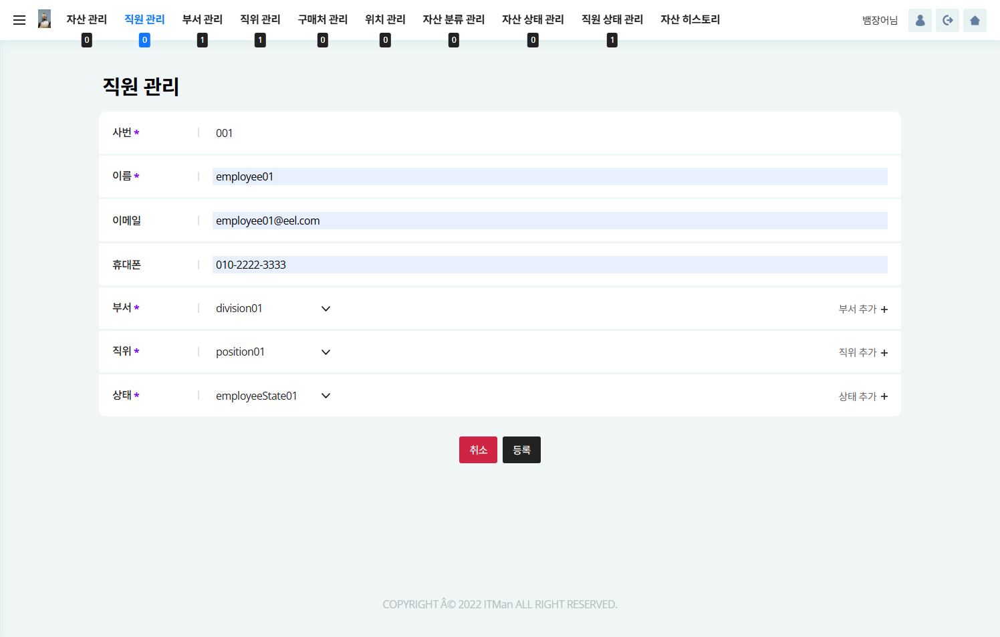 자산 관리 직원 관리 부서 관리 직위 관리 구매처 관리 위치 관리 자산 분류 관리 자산 상태 관리 직원 상태 관리 자산 히스토리 뱀장어님
0 0 1 1 0 0 0 0 1
직원 관리
사번 * 001
이름 * employee01
이메일 employee01@eel.com
휴대폰 010-2222-3333
부서 * division01 부서 추가 +
직위 * position01 직위 추가 +
상태 * employeeState01 상태 추가 +
취소 등록
COPYRIGHT Â© 2022 ITMan ALL RIGHT RESERVED.